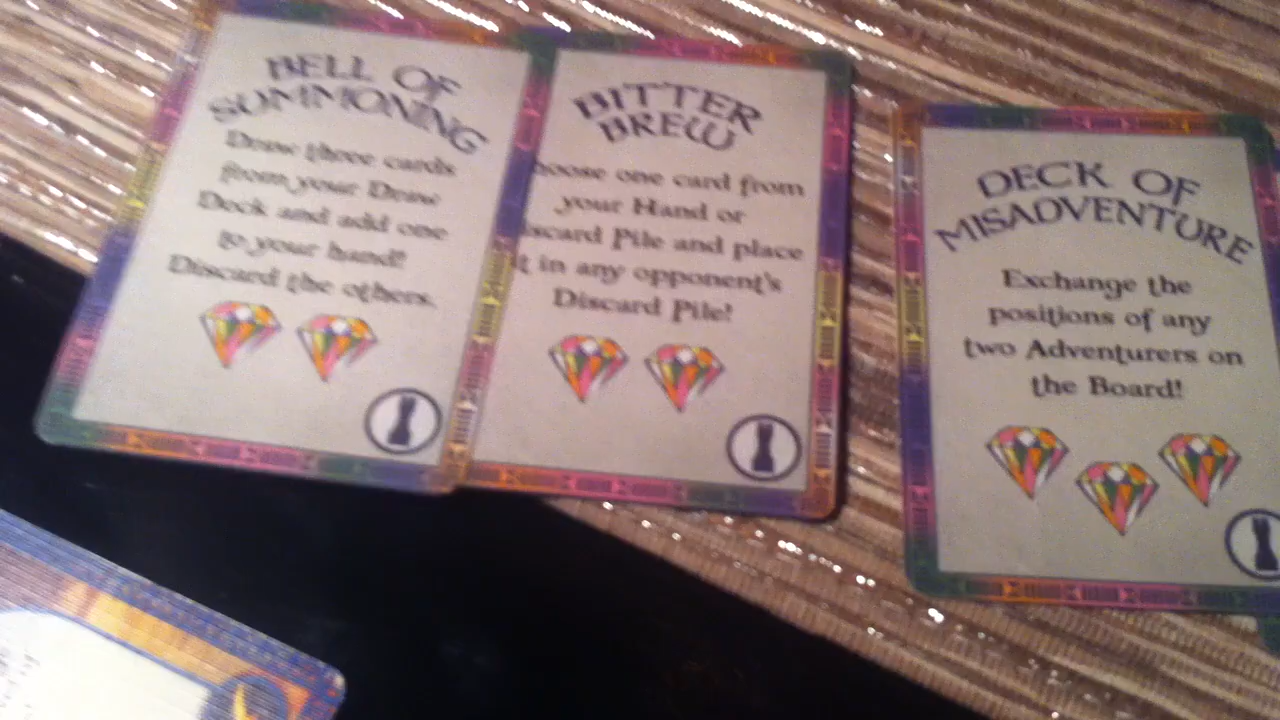 BELL OF
SUMMONING
Draw three cards
from your Draw
Deck and add one
to your hand!
Discard the others.
BITTER
BREW
hoose one card from
your Hand or
scard Pile and place
it in any opponent's
Discard Pile!
DECK OF
MISADVENTURE
Exchange the
positions of any
two Adventurers on
the Board!